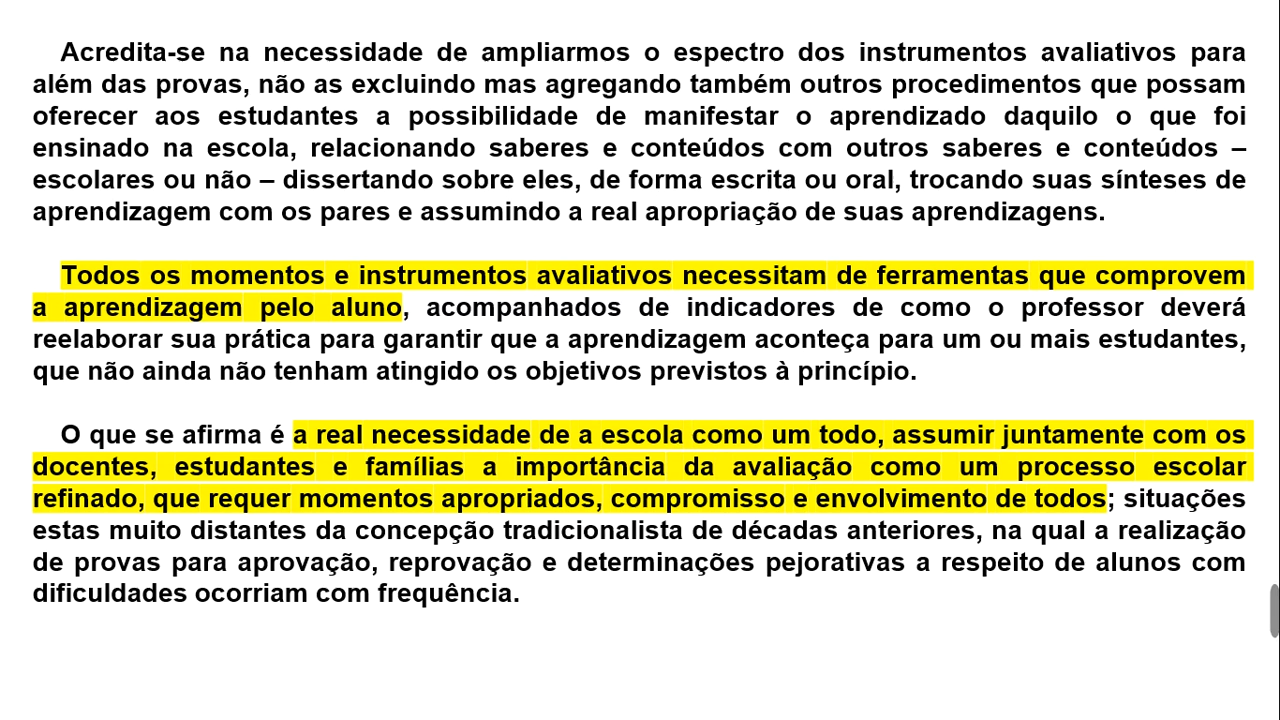 Acredita-se na necessidade de ampliarmos o espectro dos instrumentos avaliativos para
além das provas, não as excluindo mas agregando também outros procedimentos que possam
oferecer aos estudantes a possibilidade de manifestar o aprendizado daquilo o que foi
ensinado na escola, relacionando saberes e conteúdos com outros saberes e conteúdos –
escolares ou não – dissertando sobre eles, de forma escrita ou oral, trocando suas sínteses de
aprendizagem com os pares e assumindo a real apropriação de suas aprendizagens.
Todos os momentos e instrumentos avaliativos necessitam de ferramentas que comprovem
a aprendizagem pelo aluno, acompanhados de indicadores de como o professor deverá
reelaborar sua prática para garantir que a aprendizagem aconteça para um ou mais estudantes,
que não ainda não tenham atingido os objetivos previstos à princípio.
O que se afirma é a real necessidade de a escola como um todo, assumir juntamente com os
docentes, estudantes e famílias a importância da avaliação como um processo escolar
refinado, que requer momentos apropriados, compromisso e envolvimento de todos; situações
estas muito distantes da concepção tradicionalista de décadas anteriores, na qual a realização
de provas para aprovação, reprovação e determinações pejorativas a respeito de alunos com
dificuldades ocorriam com frequência.